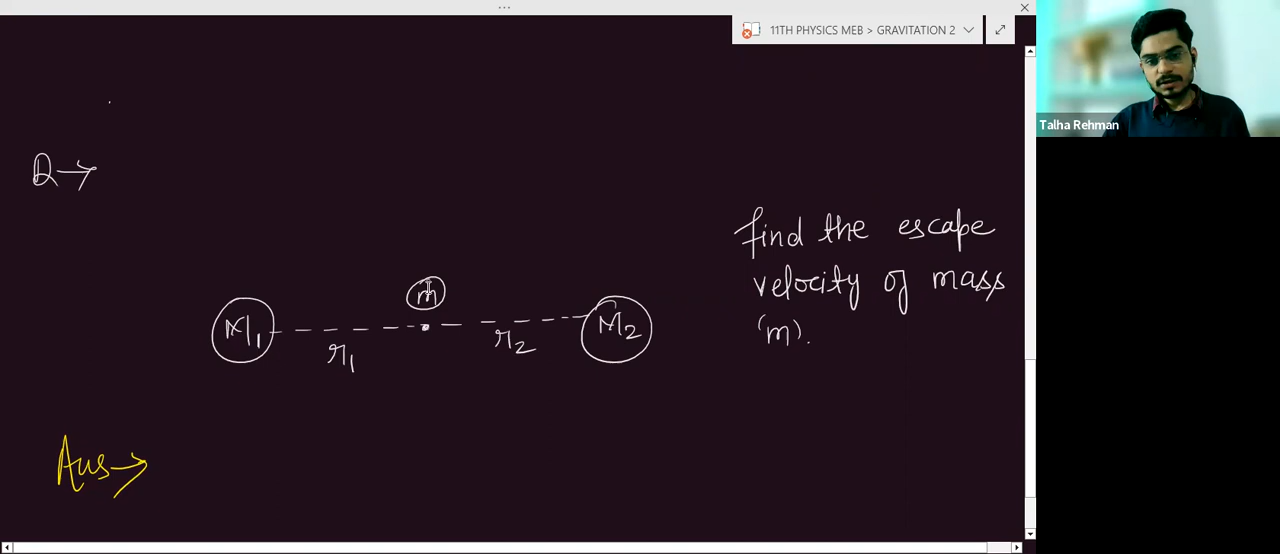 11TH PHYSICS MEB > GRAVITATION 2
Talha Rehman
Q→
find the escape
velocity of mass
(m).
m
M1
r1
r2
M2
Ans→